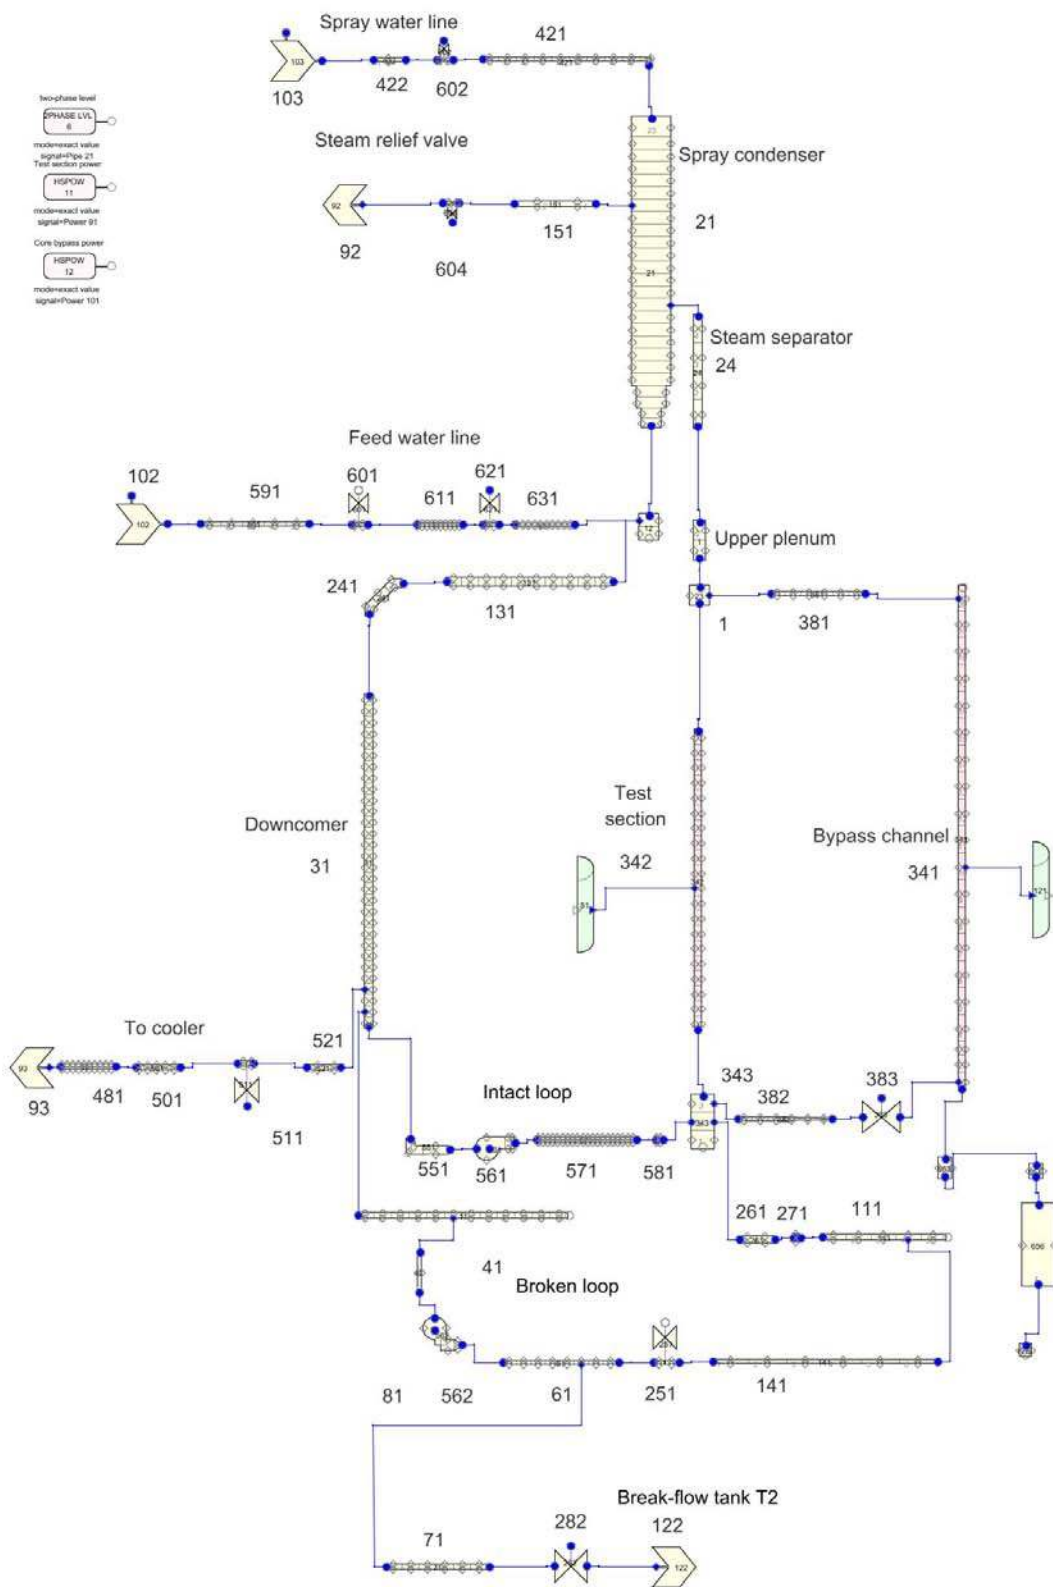 Spray water line
421
103
422
602
103
two-phase level
2PHASE LVL
6
mode=exact value
signal=Pipe 21
Test section power
HSPOW
11
mode=exact value
signal=Power 91
Core bypass power
HSPOW
12
mode=exact value
signal=Power 101
Steam relief valve
Spray condenser
92
151
21
92
604
21
Steam separator
24
Feed water line
102
591
601
611
621
631
102
12
Upper plenum
241
131
1
381
Downcomer
31
Test
section
342
Bypass channel
341
121
To cooler
521
93
481
501
511
93
Intact loop
343
382
383
343
551
561
571
581
261
271
111
41
Broken loop
606
81
562
61
251
141
Break-flow tank T2
71
282
122
122